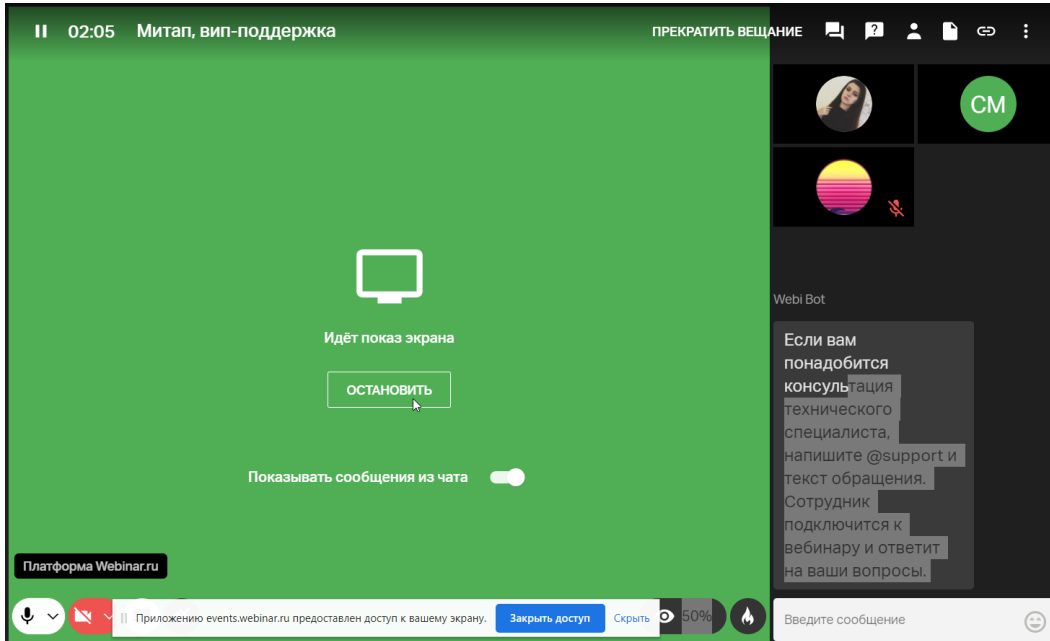 02:05 Митап, вип-поддержка
ПРЕКРАТИТЬ ВЕЩАНИЕ
?
CM
Идёт показ экрана
ОСТАНОВИТЬ
Показывать сообщения из чата
Платформа Webinar.ru
Webi Bot
Если вам
понадобится
консультация
технического
специалиста,
напишите @support и
текст обращения.
Сотрудник
подключится к
вебинару и ответит
на ваши вопросы.
Приложению events.webinar.ru предоставлен доступ к вашему экрану.
Закрыть доступ
Скрыть
50%
Введите сообщение